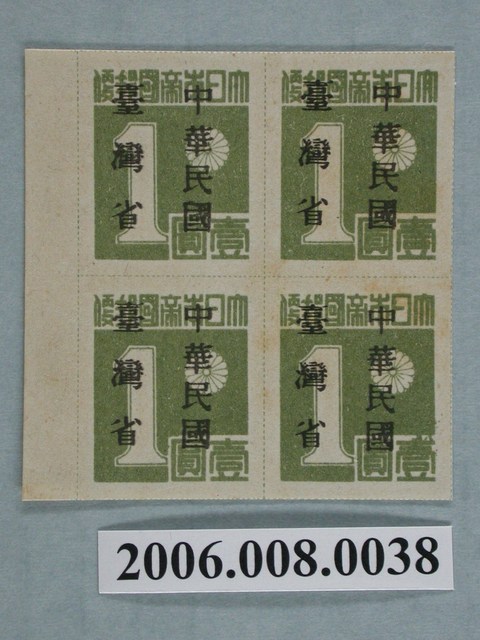 大日本帝國郵便
中華民國
臺灣省
1
壹圓
大日本帝國郵便
中華民國
臺灣省
1
壹圓
大日本帝國郵便
中華民國
臺灣省
1
壹圓
大日本帝國郵便
中華民國
臺灣省
1
壹圓
2006.008.0038